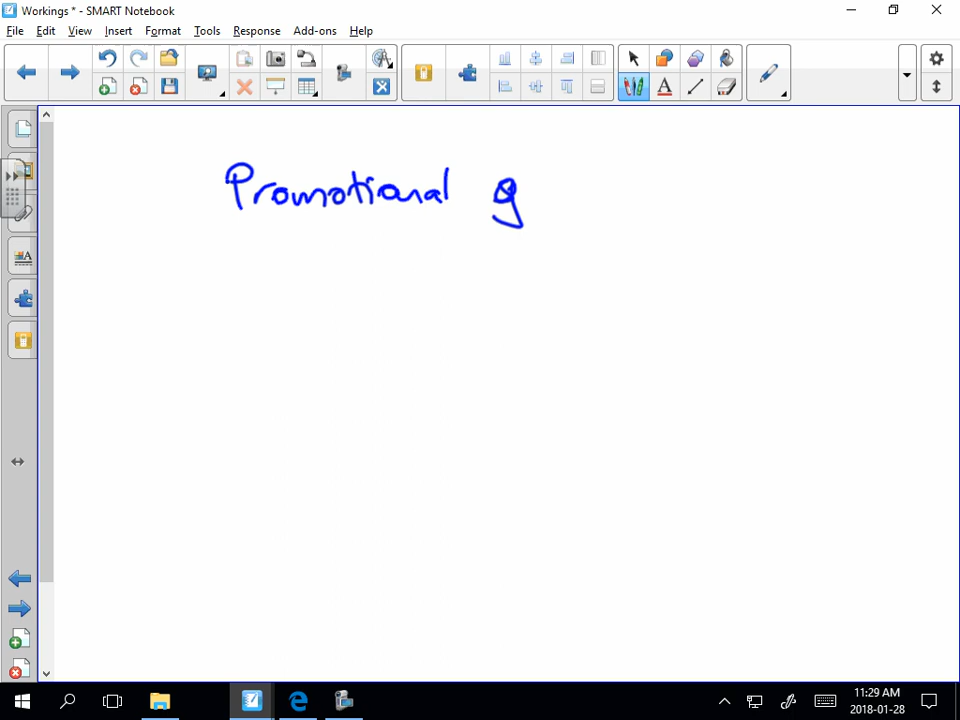 Workings * - SMART Notebook
File Edit View Insert Format Tools Response Add-ons Help
Promotional g
11:29 AM
2018-01-28